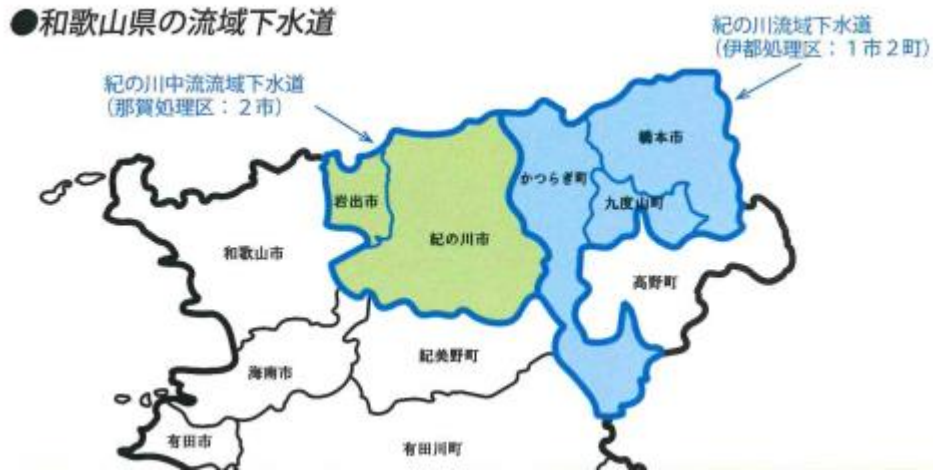 ●和歌山県の流域下水道
紀の川流域下水道
（伊都処理区：１市２町）
紀の川中流流域下水道
（那賀処理区：２市）
橋本市
かつらぎ町
岩出市
九度山町
紀の川市
和歌山市
高野町
紀美野町
海南市
有田市
有田川町